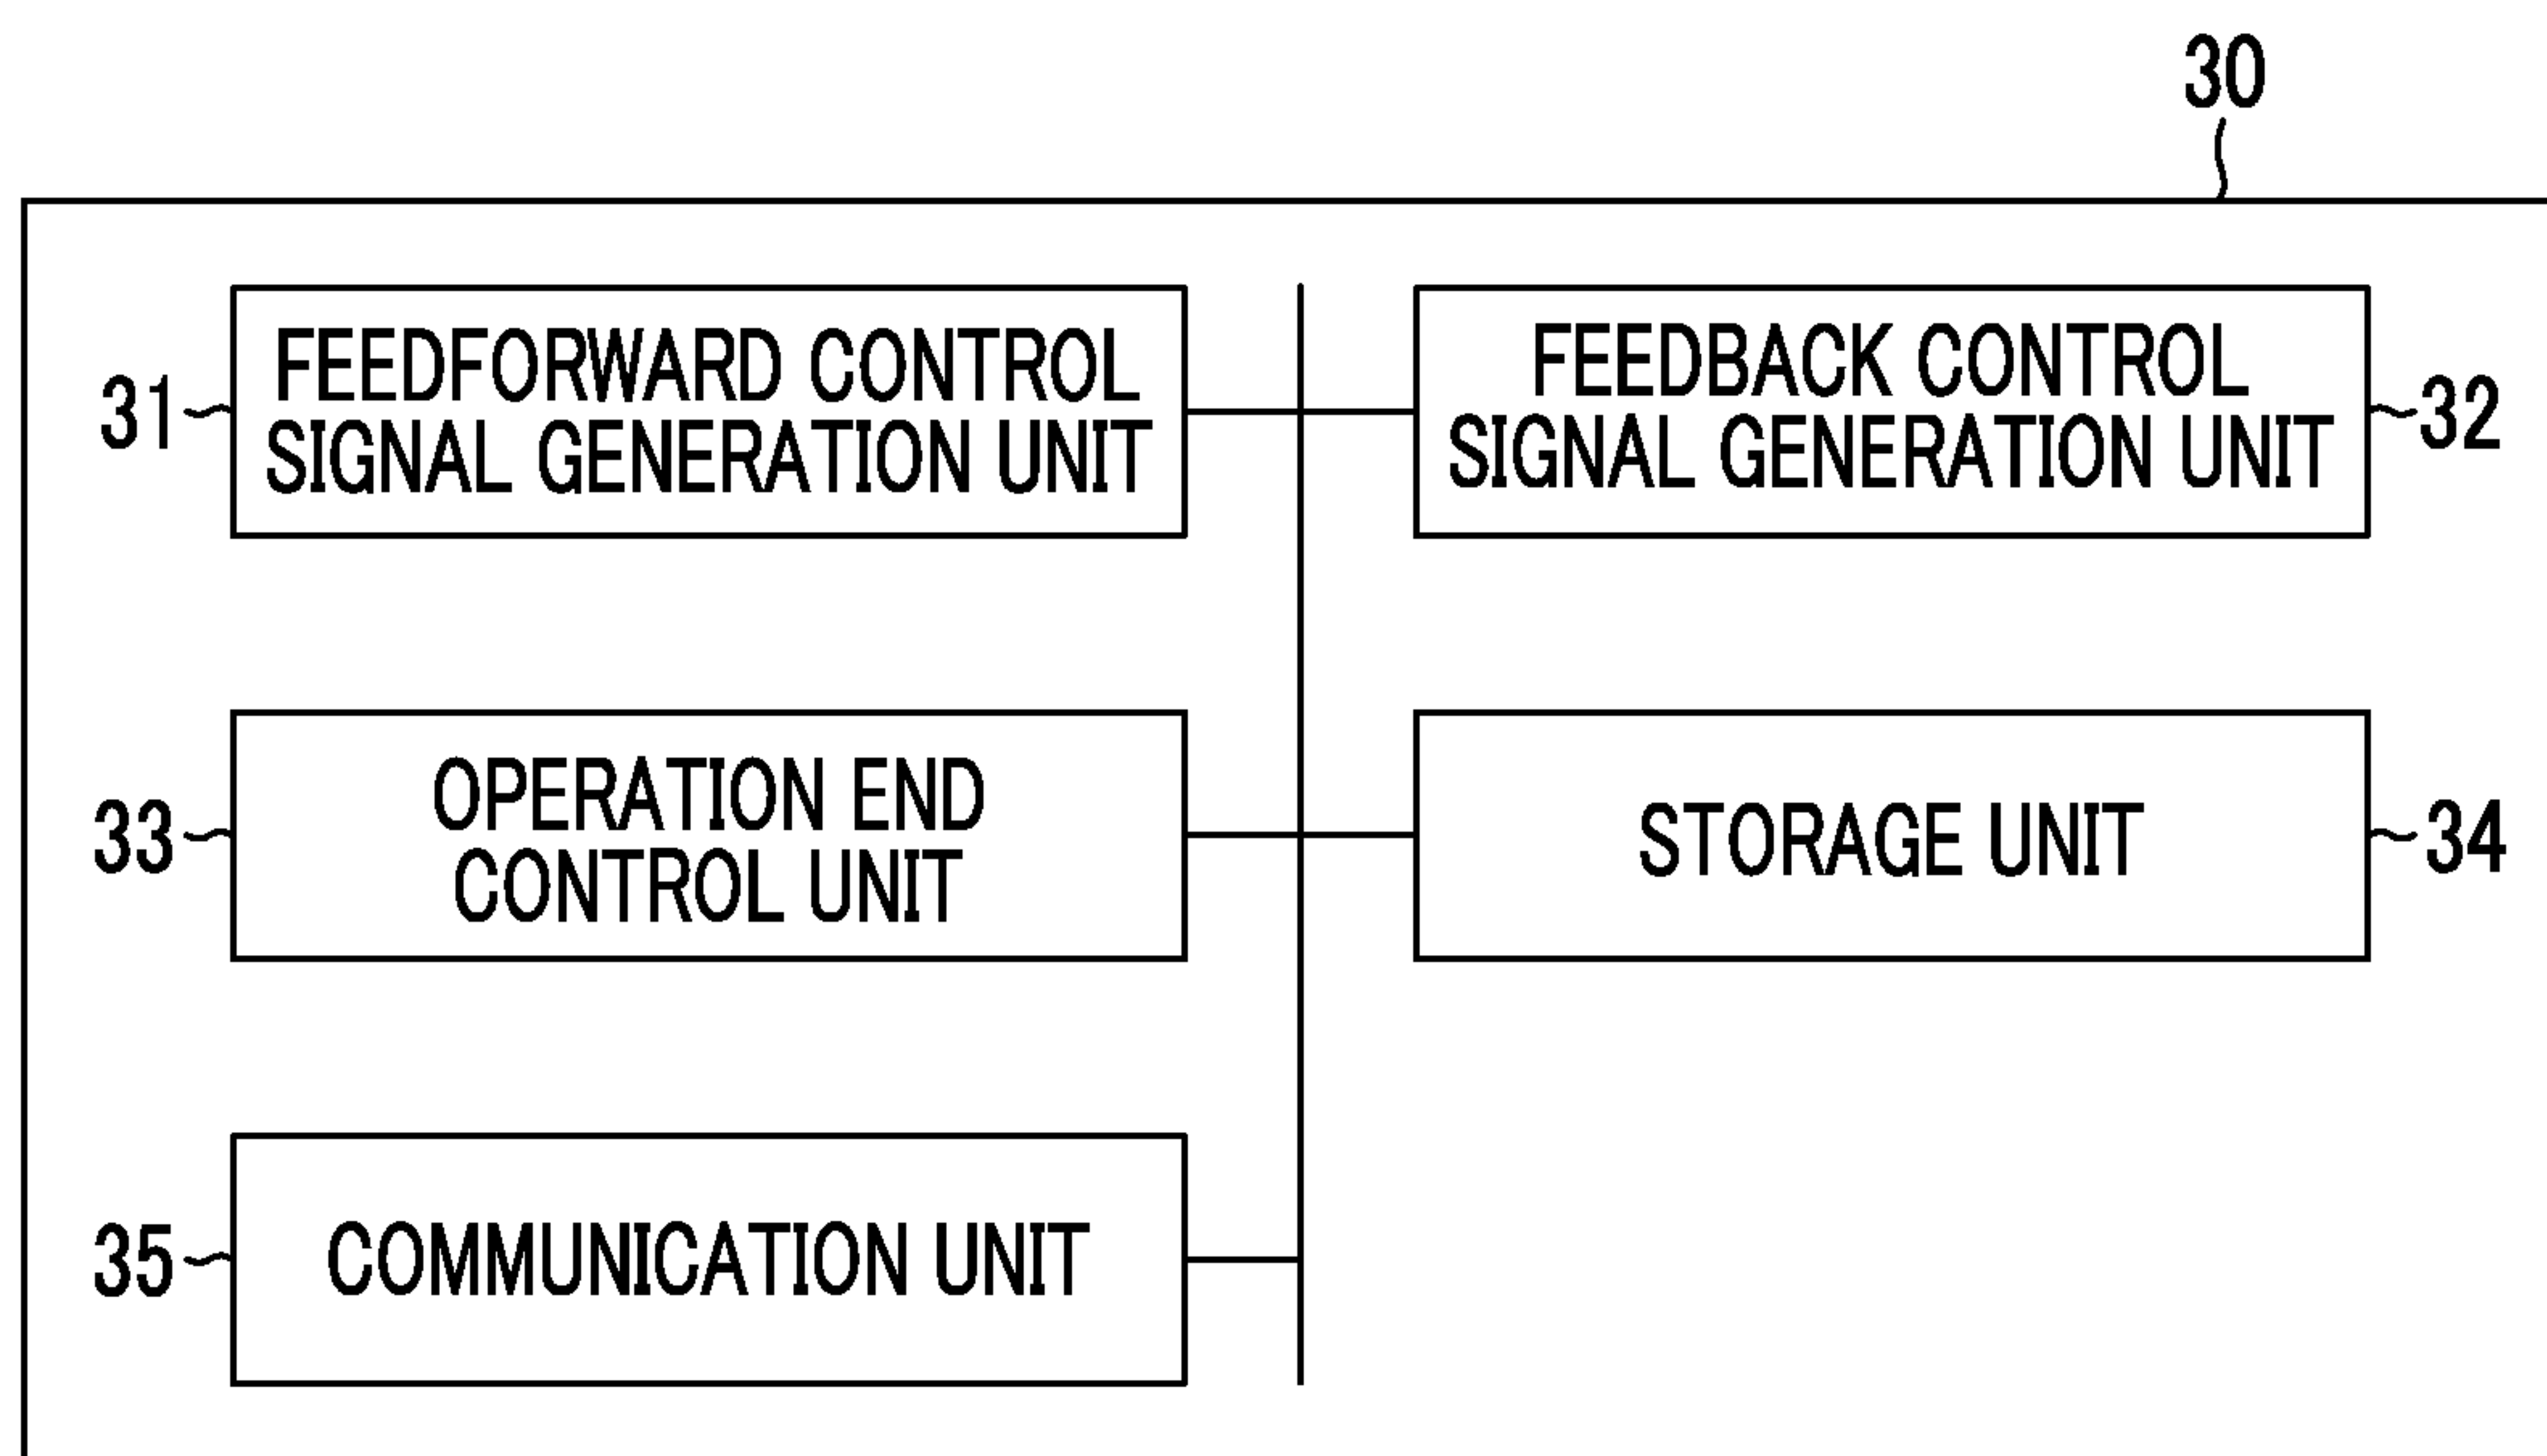 30
31
FEEDFORWARD CONTROL
SIGNAL GENERATION UNIT
FEEDBACK CONTROL
SIGNAL GENERATION UNIT
32
33
OPERATION END
CONTROL UNIT
STORAGE UNIT
34
35
COMMUNICATION UNIT